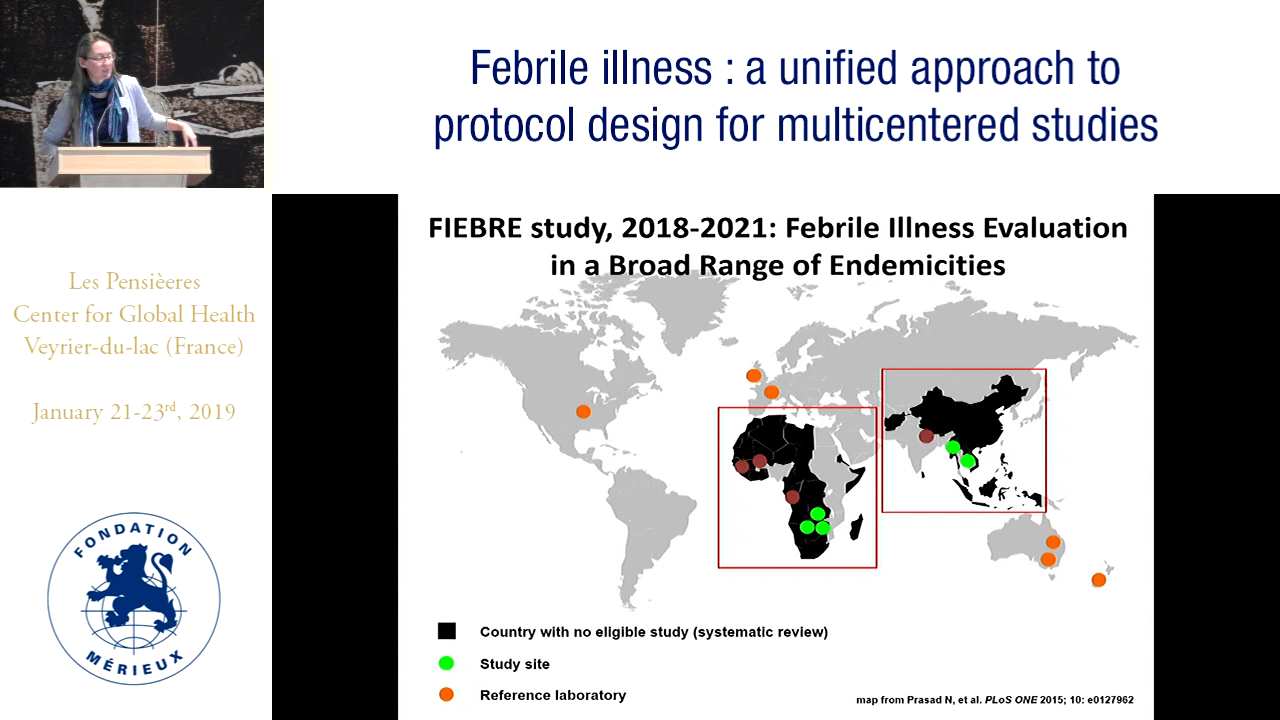 Febrile illness : a unified approach to
protocol design for multicentered studies
Les Pensièeres
Center for Global Health
Veyrier-du-lac (France)
January 21-23rd, 2019
FONDATION
MÉRIEUX
FIEBRE study, 2018-2021: Febrile Illness Evaluation
in a Broad Range of Endemicities
Country with no eligible study (systematic review)
Study site
Reference laboratory
map from Prasad N, et al. PLoS ONE 2015; 10: e0127962